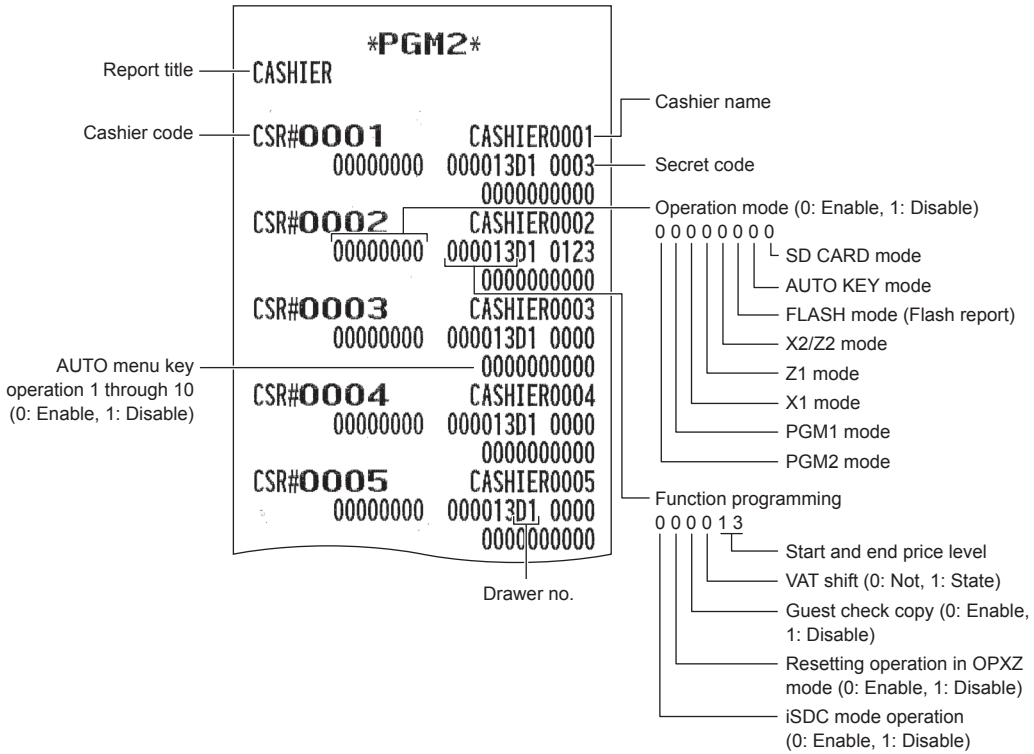 *PGM2*
Report title
CASHIER
Cashier name
Cashier code
CSR#0001 CASHIER0001
00000000 000013D1 0003
Secret code
0000000000
Operation mode (0: Enable, 1: Disable)
CSR#0002 CASHIER0002
0 0 0 0 0 0 0 0
00000000 000013D1 0123
SD CARD mode
0000000000
AUTO KEY mode
CSR#0003 CASHIER0003
FLASH mode (Flash report)
00000000 000013D1 0000
X2/Z2 mode
0000000000
AUTO menu key
operation 1 through 10
(0: Enable, 1: Disable)
Z1 mode
CSR#0004 CASHIER0004
X1 mode
00000000 000013D1 0000
PGM1 mode
0000000000
PGM2 mode
CSR#0005 CASHIER0005
Function programming
00000000 000013D1 0000
0 0 0 0 1 3
0000000000
Start and end price level
VAT shift (0: Not, 1: State)
Drawer no.
Guest check copy (0: Enable,
1: Disable)
Resetting operation in OPXZ
mode (0: Enable, 1: Disable)
iSDC mode operation
(0: Enable, 1: Disable)